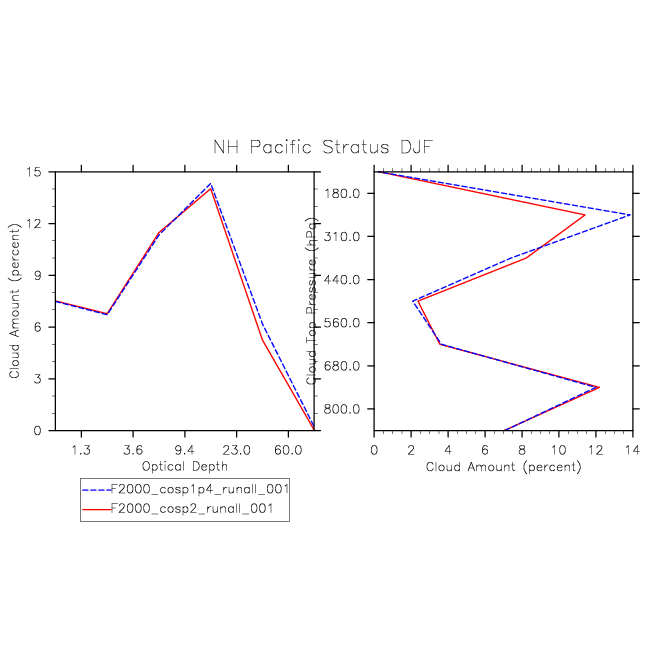 NH Pacific Stratus DJF
Cloud Amount (percent)
15
12
9
6
3
0
1.3 3.6 9.4 23.0 60.0
Optical Depth
Cloud Top Pressure (hPa)
180.0
310.0
440.0
560.0
680.0
800.0
0 2 4 6 8 10 12 14
Cloud Amount (percent)
F2000_cosp1p4_runall_001
F2000_cosp2_runall_001